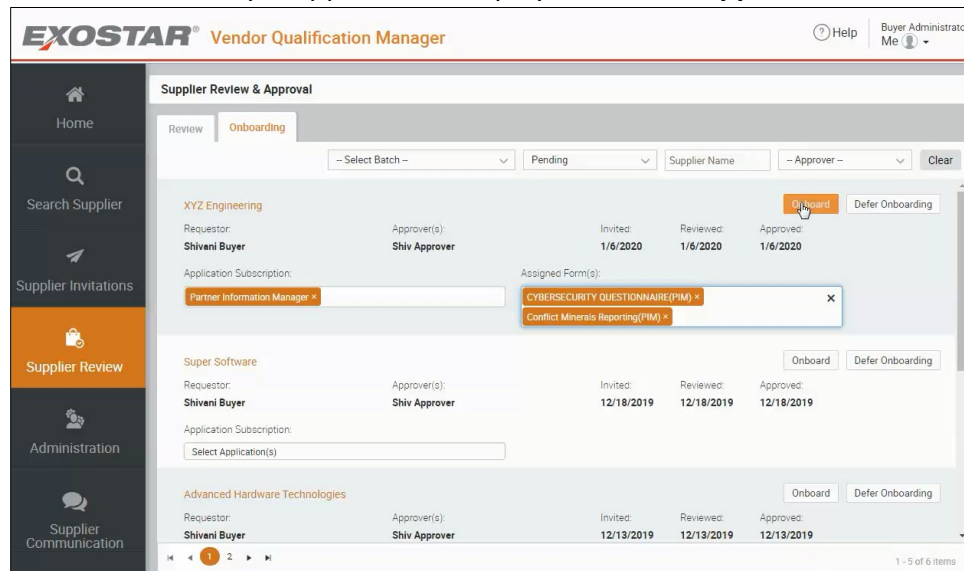 EXOSTAR® Vendor Qualification Manager
Help
Buyer Administrato
Me
Home
Search Supplier
Supplier Invitations
Supplier Review
Administration
Supplier Communication
Supplier Review & Approval
Review Onboarding
-- Select Batch -- Pending Supplier Name -- Approver -- Clear
XYZ Engineering Onboard Defer Onboarding
Requestor: Approver(s): Invited: Reviewed: Approved:
Shivani Buyer Shiv Approver 1/6/2020 1/6/2020 1/6/2020
Application Subscription: Assigned Form(s):
Partner Information Manager × CYBERSECURITY QUESTIONNAIRE(PIM) × ×
Conflict Minerals Reporting(PIM) ×
Super Software Onboard Defer Onboarding
Requestor: Approver(s): Invited: Reviewed: Approved:
Shivani Buyer Shiv Approver 12/18/2019 12/18/2019 12/18/2019
Application Subscription:
Select Application(s)
Advanced Hardware Technologies Onboard Defer Onboarding
Requestor: Approver(s): Invited: Reviewed: Approved:
Shivani Buyer Shiv Approver 12/13/2019 12/13/2019 12/13/2019
1 2 1 - 5 of 6 items